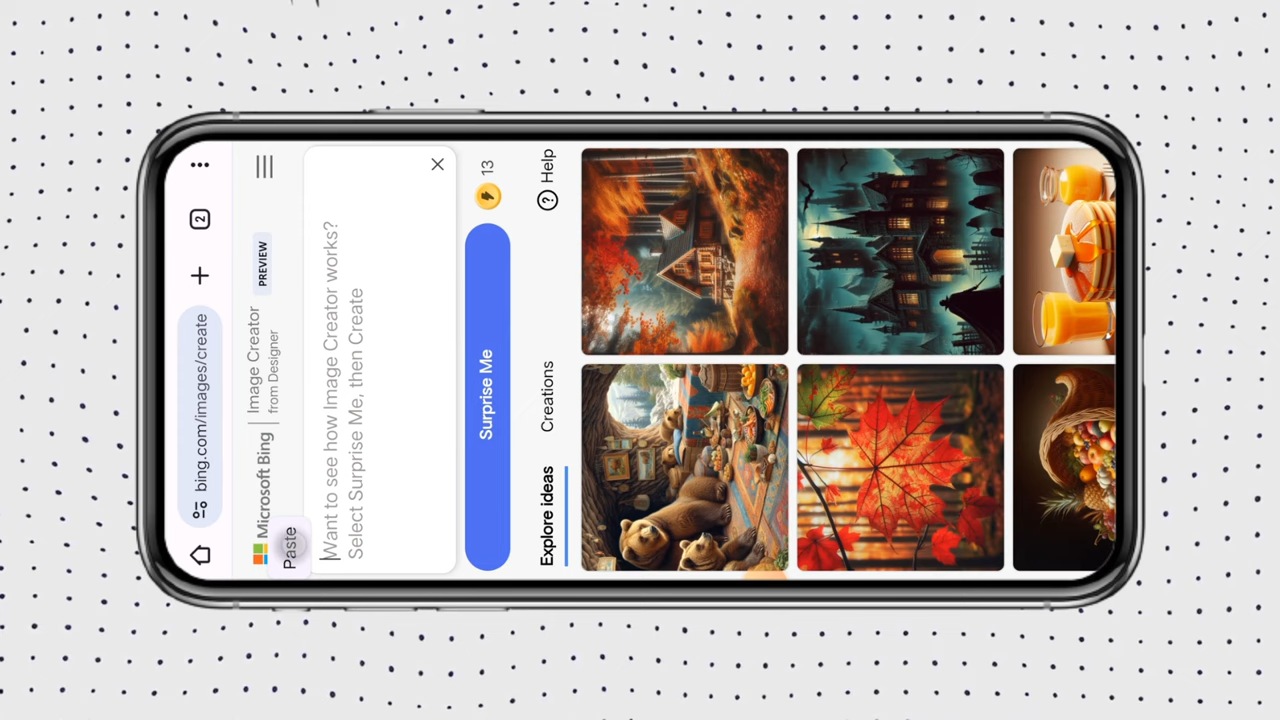 bing.com/images/create
2
Microsoft Bing
Image Creator
from Designer
PREVIEW
Paste
Want to see how Image Creator works?
Select Surprise Me, then Create
Surprise Me
13
Explore ideas
Creations
Help